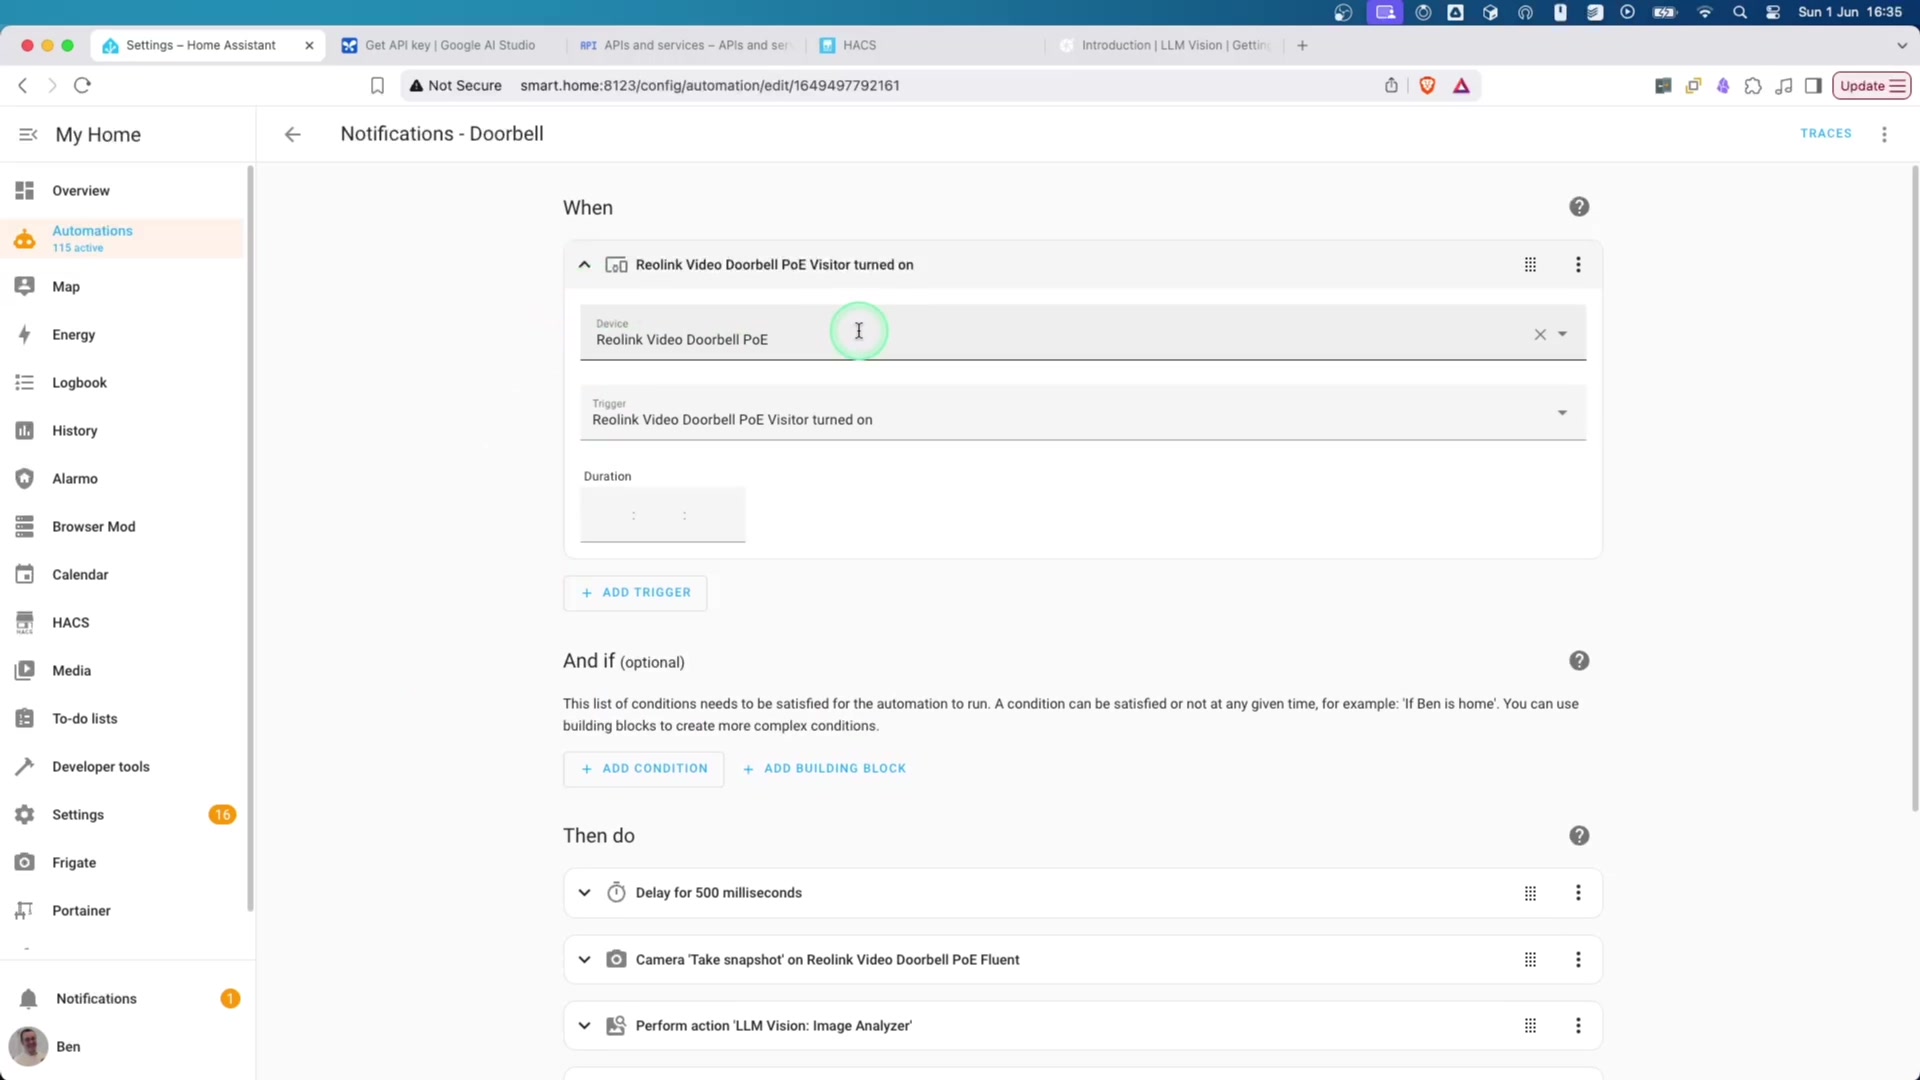 Sun 1 Jun 16:35
Settings – Home Assistant
Get API key | Google AI Studio
API APIs and services – APIs and ser
HACS
Introduction | LLM Vision | Getting
Not Secure smart.home:8123/config/automation/edit/1649497792161
Update
My Home
Notifications - Doorbell
TRACES
Overview
Automations
115 active
Map
Energy
Logbook
History
Alarmo
Browser Mod
Calendar
HACS
Media
To-do lists
Developer tools
Settings 16
Frigate
Portainer
Notifications 1
Ben
When
Reolink Video Doorbell PoE Visitor turned on
Device
Reolink Video Doorbell PoE
Trigger
Reolink Video Doorbell PoE Visitor turned on
Duration
: :
+ ADD TRIGGER
And if (optional)
This list of conditions needs to be satisfied for the automation to run. A condition can be satisfied or not at any given time, for example: 'If Ben is home'. You can use
building blocks to create more complex conditions.
+ ADD CONDITION + ADD BUILDING BLOCK
Then do
Delay for 500 milliseconds
Camera 'Take snapshot' on Reolink Video Doorbell PoE Fluent
Perform action 'LLM Vision: Image Analyzer'